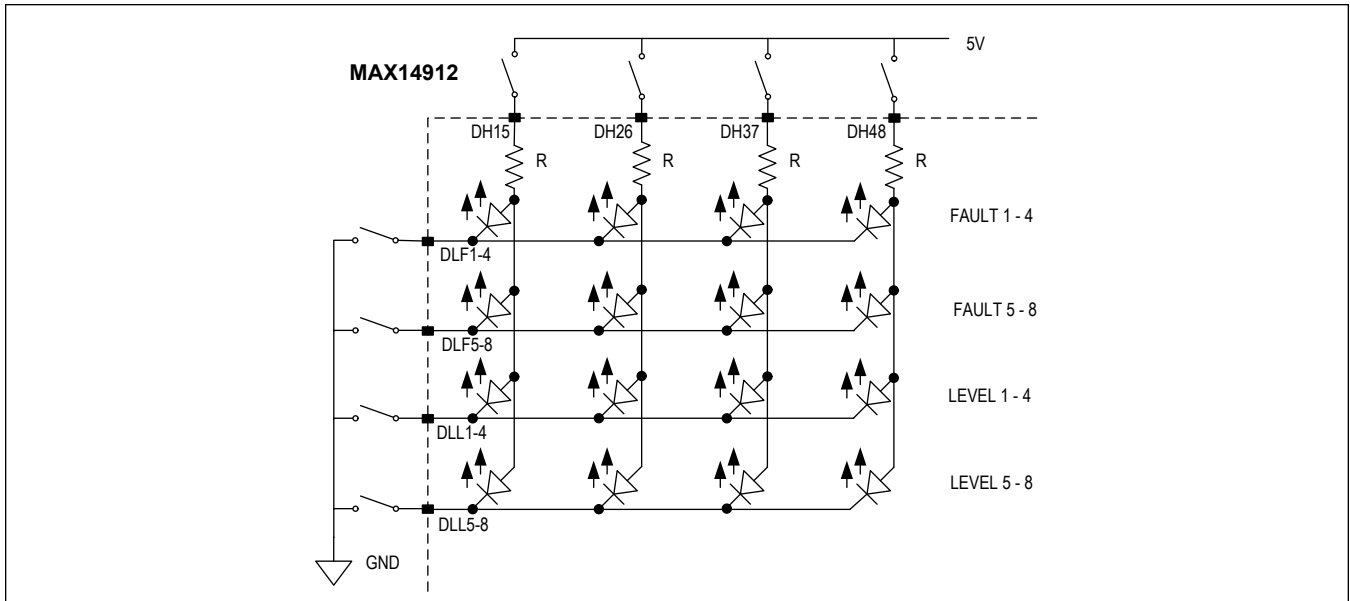 5V
MAX14912
DH15
DH26
DH37
DH48
R
R
R
R
FAULT 1 - 4
DLF1-4
FAULT 5 - 8
DLF5-8
LEVEL 1 - 4
DLL1-4
LEVEL 5 - 8
DLL5-8
GND